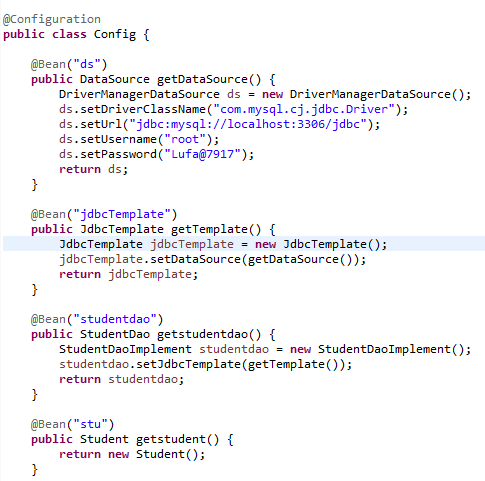 @Configuration
public class Config {
@Bean("ds")
public DataSource getDataSource() {
DriverManagerDataSource ds = new DriverManagerDataSource();
ds.setDriverClassName("com.mysql.cj.jdbc.Driver");
ds.setUrl("jdbc:mysql://localhost:3306/jdbc");
ds.setUsername("root");
ds.setPassword("Lufa@7917");
return ds;
}
@Bean("jdbcTemplate")
public JdbcTemplate getTemplate() {
JdbcTemplate jdbcTemplate = new JdbcTemplate();
jdbcTemplate.setDataSource(getDataSource());
return jdbcTemplate;
}
@Bean("studentdao")
public StudentDao getstudentdao() {
StudentDaoImplement studentdao = new StudentDaoImplement();
studentdao.setJdbcTemplate(getTemplate());
return studentdao;
}
@Bean("stu")
public Student getstudent() {
return new Student();
}